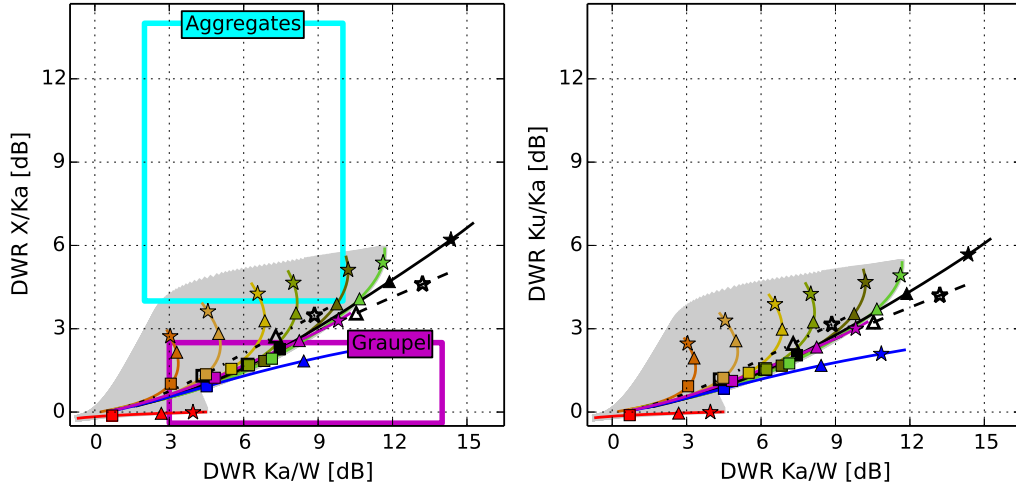 Aggregates
Graupel
DWR X/Ka [dB]
12
9
6
3
0
0 3 6 9 12 15
DWR Ka/W [dB]
DWR Ku/Ka [dB]
12
9
6
3
0
0 3 6 9 12 15
DWR Ka/W [dB]